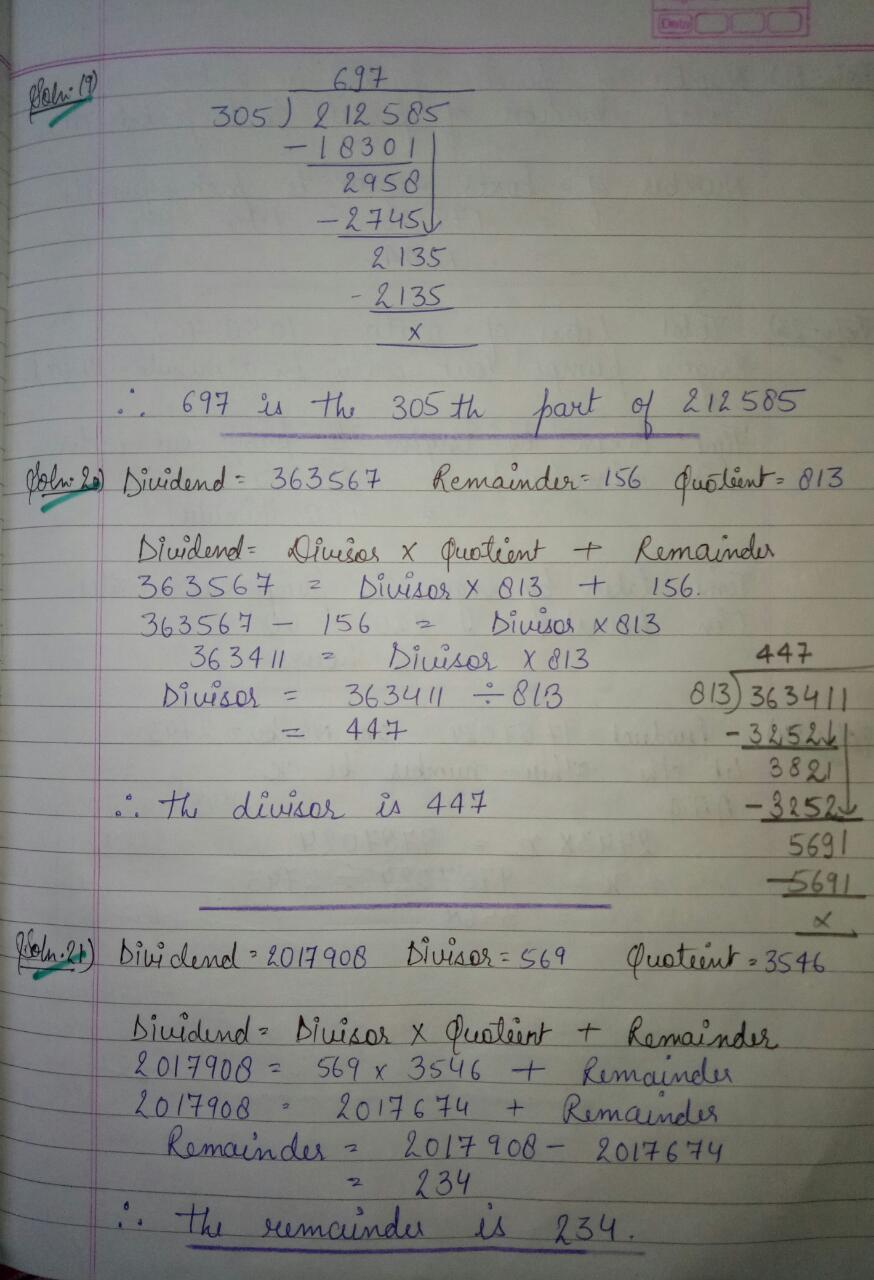 Date
Soln. 19)
697
305) 212585
-18301
2958
-2745
2135
- 2135
x
∴ 697 is the 305th part of 212585
Soln. 20) Dividend = 363567 Remainder = 156 Quotient = 813
Dividend = Divisor x Quotient + Remainder
363567 = Divisor x 813 + 156.
363567 - 156 = Divisor x 813
363411 = Divisor x 813
Divisor = 363411 ÷ 813
= 447
∴ the divisor is 447
447
813) 363411
- 3252
3821
- 3252
5691
- 5691
x
Soln. 21) Dividend = 2017908 Divisor = 569 Quotient = 3546
Dividend = Divisor x Quotient + Remainder
2017908 = 569 x 3546 + Remainder
2017908 = 2017674 + Remainder
Remainder = 2017908 - 2017674
= 234
∴ the remainder is 234.